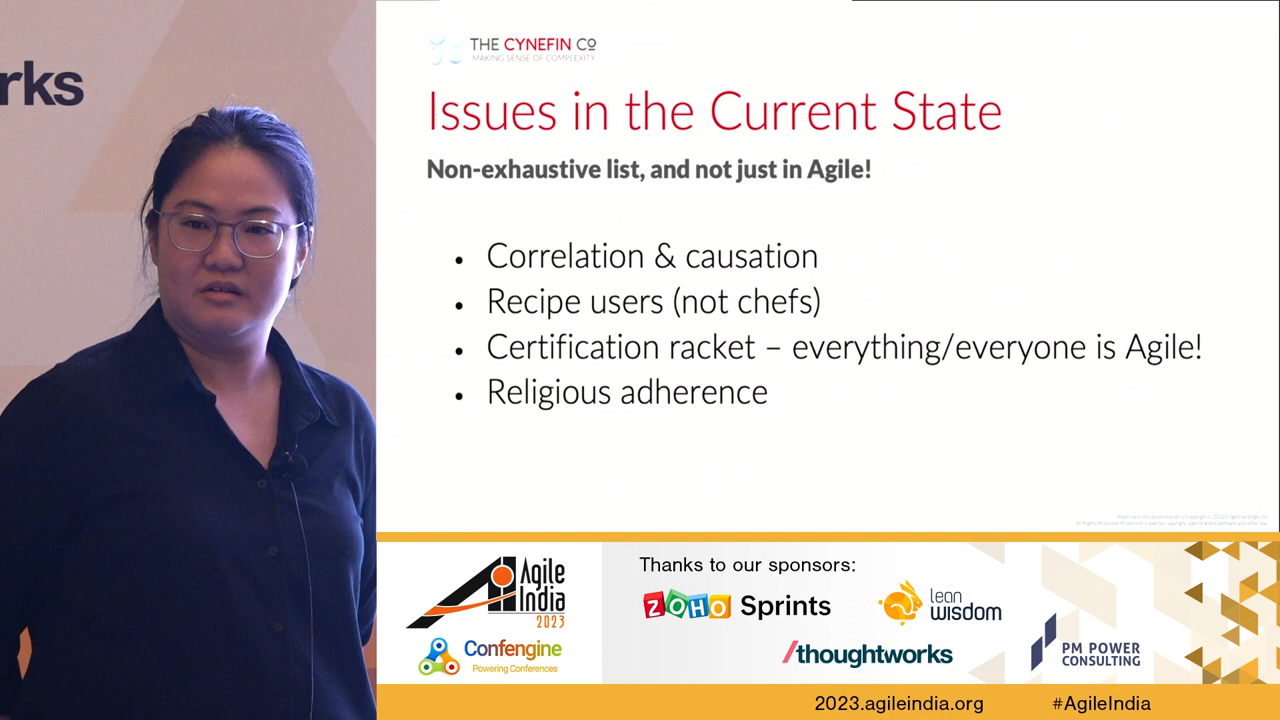 rks
THE CYNEFIN CO
MAKING SENSE OF COMPLEXITY
Issues in the Current State
Non-exhaustive list, and not just in Agile!
• Correlation & causation
• Recipe users (not chefs)
• Certification racket – everything/everyone is Agile!
• Religious adherence
Agile
India
2023
Confengine
Powering Conferences
Thanks to our sponsors:
ZOHO Sprints
lean
wisdom
/thoughtworks
PM POWER
CONSULTING
2023.agileindia.org
#AgileIndia